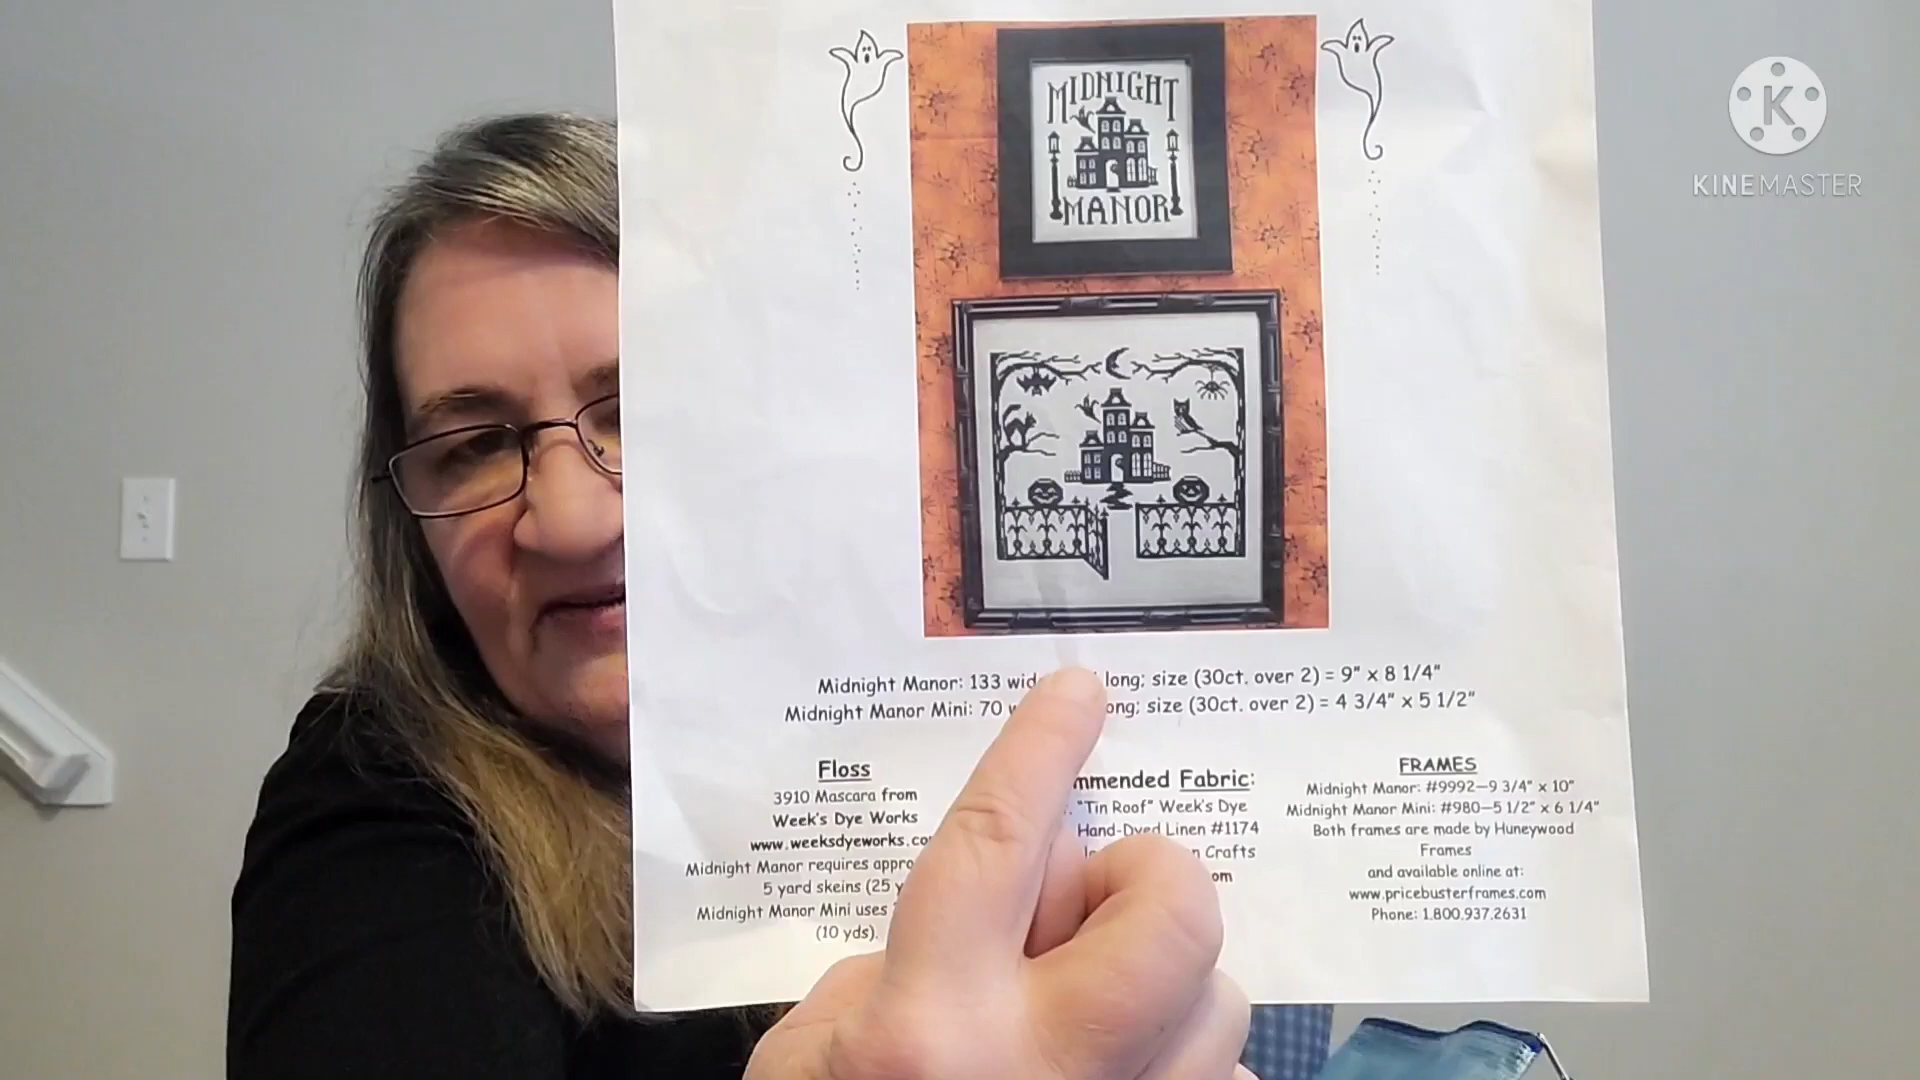 MIDNIGHT
MANOR
KINEMASTER
Midnight Manor: 133 long; size (30ct. over 2) = 9" x 8 1/4"
Midnight Manor Mini: 70 size (30ct. over 2) = 4 3/4" x 5 1/2"
Floss
3910 Mascara from
Week's Dye Works
Midnight Manor requires
5 yard skeins (25
Midnight Manor Mini uses
(10 yds).
Fabric:
"Tin Roof" Week's Dye
Hand-Dyed Linen #1174
Crafts
FRAMES
Midnight Manor: #9992—9 3/4" x 10"
Midnight Manor Mini: #980—5 1/2" x 6 1/4"
Both frames are made by Huneywood
Frames
and available online at:
www.pricebusterframes.com
Phone: 1.800.937.2631